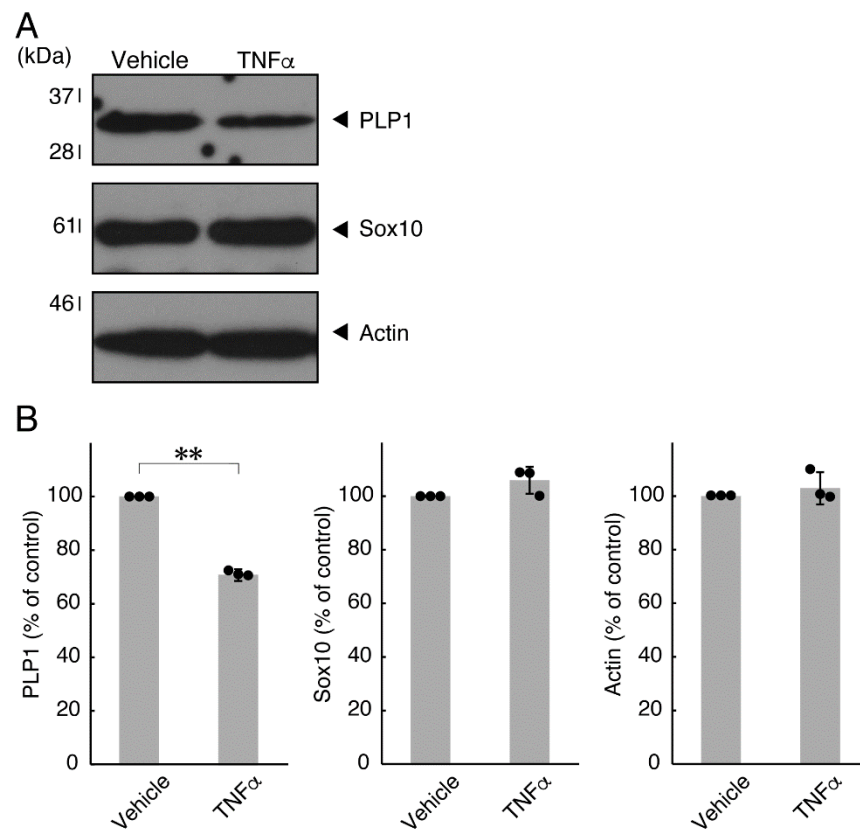 A
(kDa) Vehicle TNFα
37
PLP1
28
61
Sox10
46
Actin
B
**
PLP1 (% of control)
100
80
60
40
20
0
Vehicle
TNFα
Sox10 (% of control)
100
80
60
40
20
0
Vehicle
TNFα
Actin (% of control)
100
80
60
40
20
0
Vehicle
TNFα